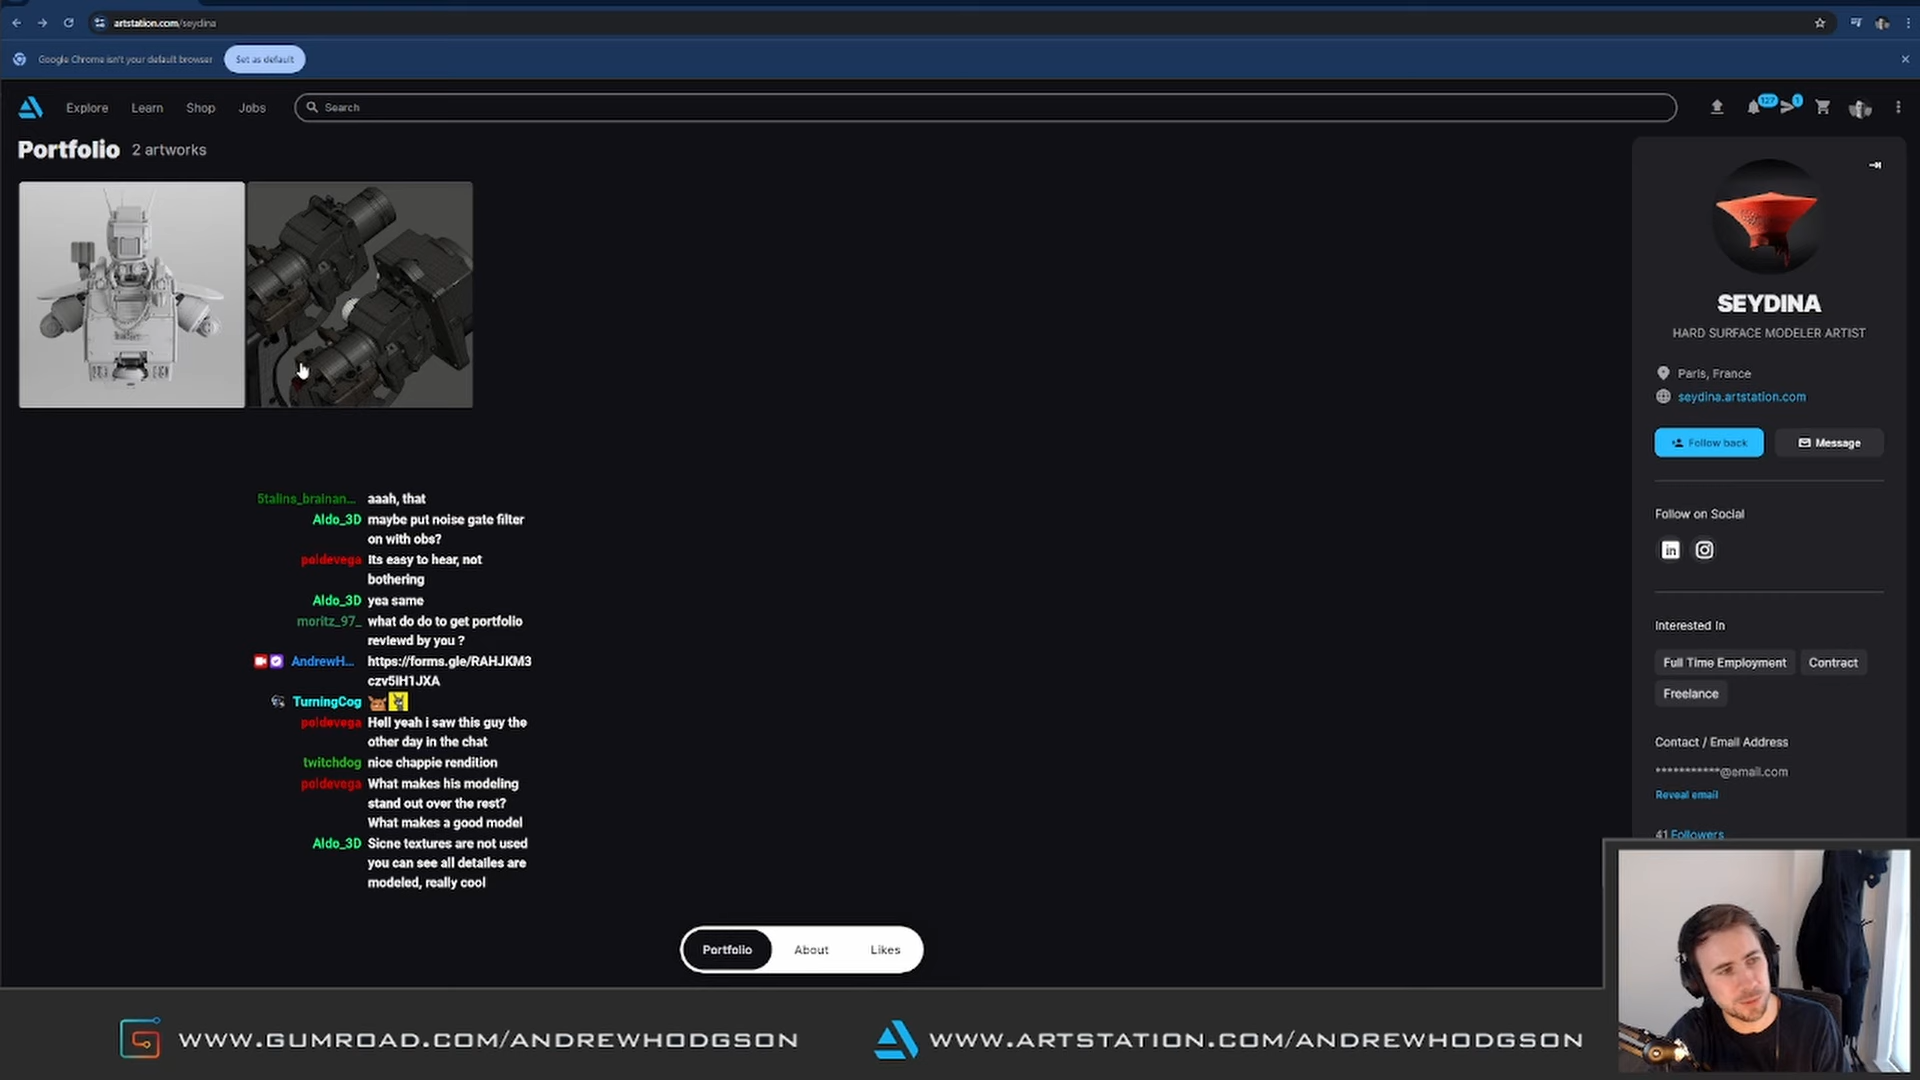 artstation.com/seydina
Google Chrome isn't your default browser
Set as default
Explore
Learn
Shop
Jobs
Search
127
1
Portfolio
2 artworks
SEYDINA
HARD SURFACE MODELER ARTIST
Paris, France
seydina.artstation.com
Follow back
Message
Follow on Social
in
Interested In
Full Time Employment
Contract
Freelance
Contact / Email Address
***********@email.com
Reveal email
41 Followers
5talins_brainan... aaah, that
Aldo_3D maybe put noise gate filter
on with obs?
poldevega Its easy to hear, not
bothering
Aldo_3D yea same
moritz_97_ what do do to get portfolio
reviewd by you ?
AndrewH... https://forms.gle/RAHJKM3
czv5iH1JXA
TurningCog
poldevega Hell yeah i saw this guy the
other day in the chat
twitchdog nice chappie rendition
poldevega What makes his modeling
stand out over the rest?
What makes a good model
Aldo_3D Sicne textures are not used
you can see all detailes are
modeled, really cool
Portfolio
About
Likes
WWW.GUMROAD.COM/ANDREWHODGSON
WWW.ARTSTATION.COM/ANDREWHODGSON